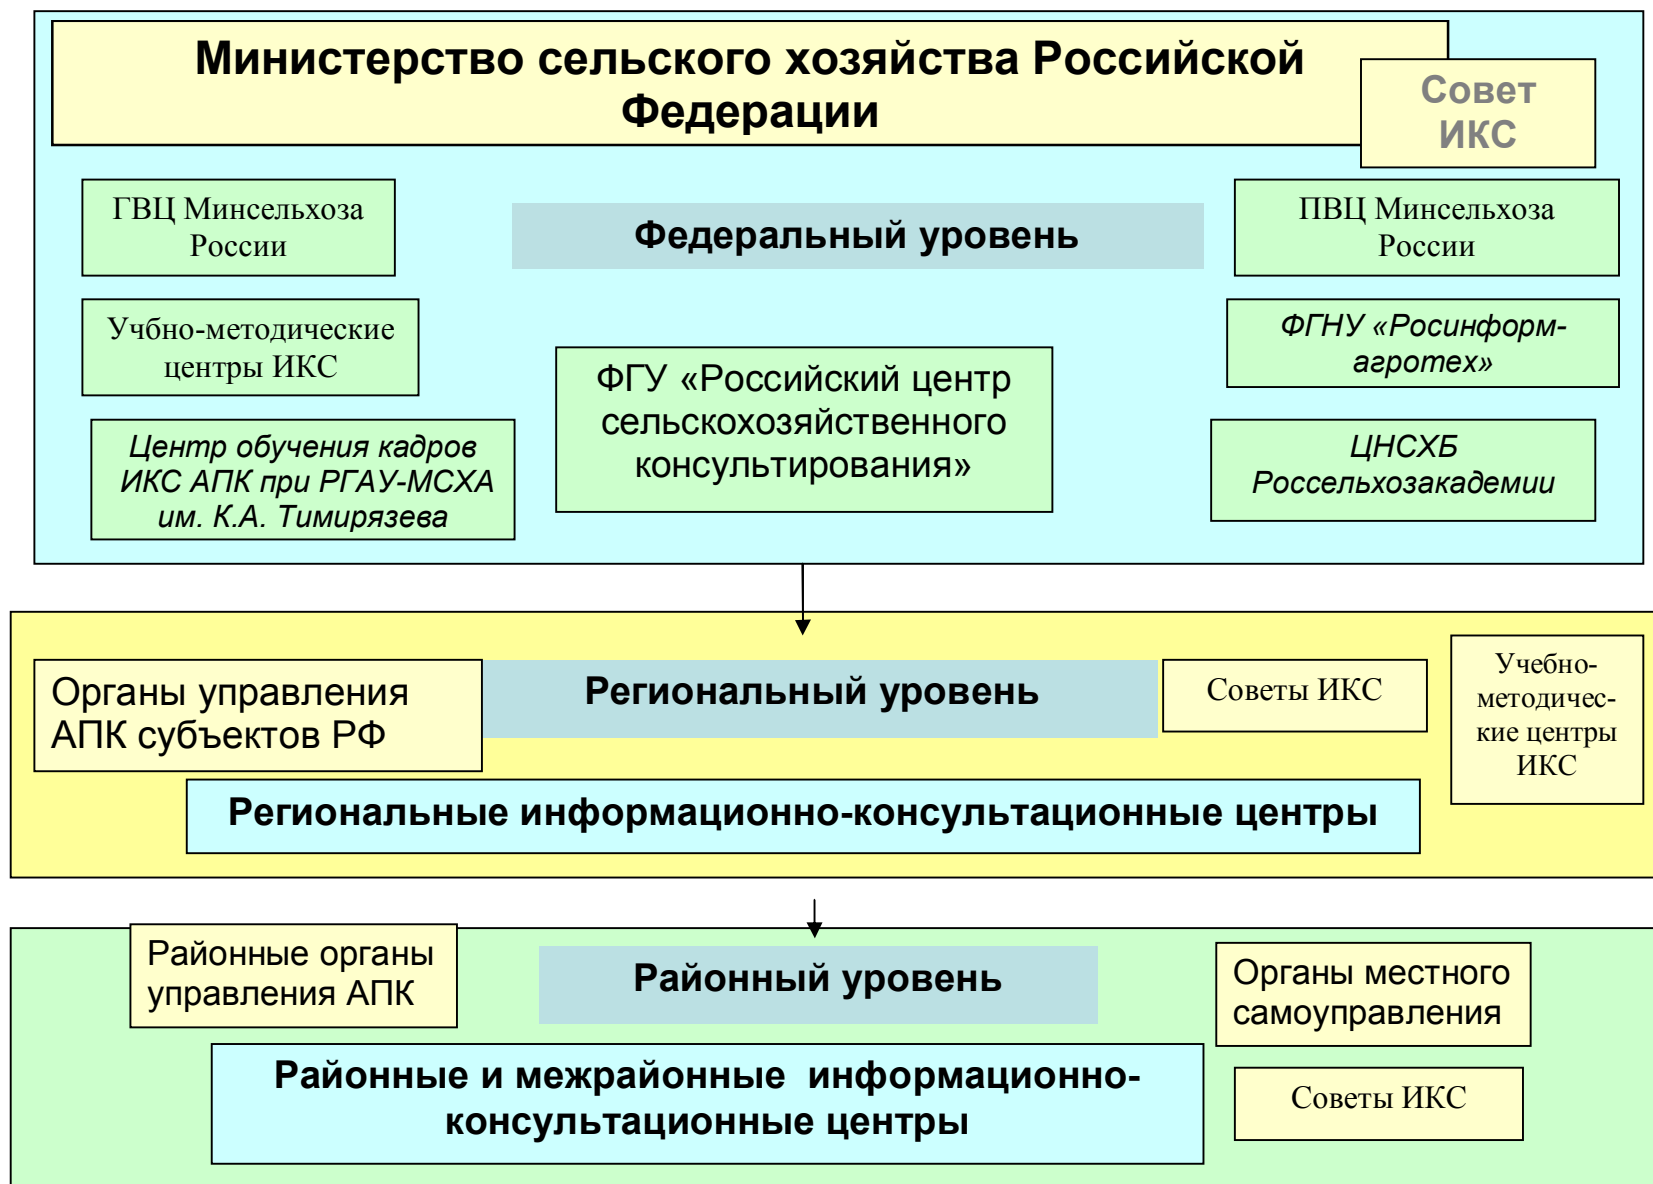 Министерство сельского хозяйства Российской
Федерации
Совет
ИКС
ГВЦ Минсельхоза
России
Федеральный уровень
ПВЦ Минсельхоза
России
Учбно-методические
центры ИКС
ФГУ «Российский центр
сельскохозяйственного
консультирования»
ФГНУ «Росинформ-
агротех»
Центр обучения кадров
ИКС АПК при РГАУ-МСХА
им. К.А. Тимирязева
ЦНСХБ
Россельхозакадемии
Органы управления
АПК субъектов РФ
Региональный уровень
Советы ИКС
Учебно-
методичес-
кие центры
ИКС
Региональные информационно-консультационные центры
Районные органы
управления АПК
Районный уровень
Органы местного
самоуправления
Районные и межрайонные  информационно-
консультационные центры
Советы ИКС